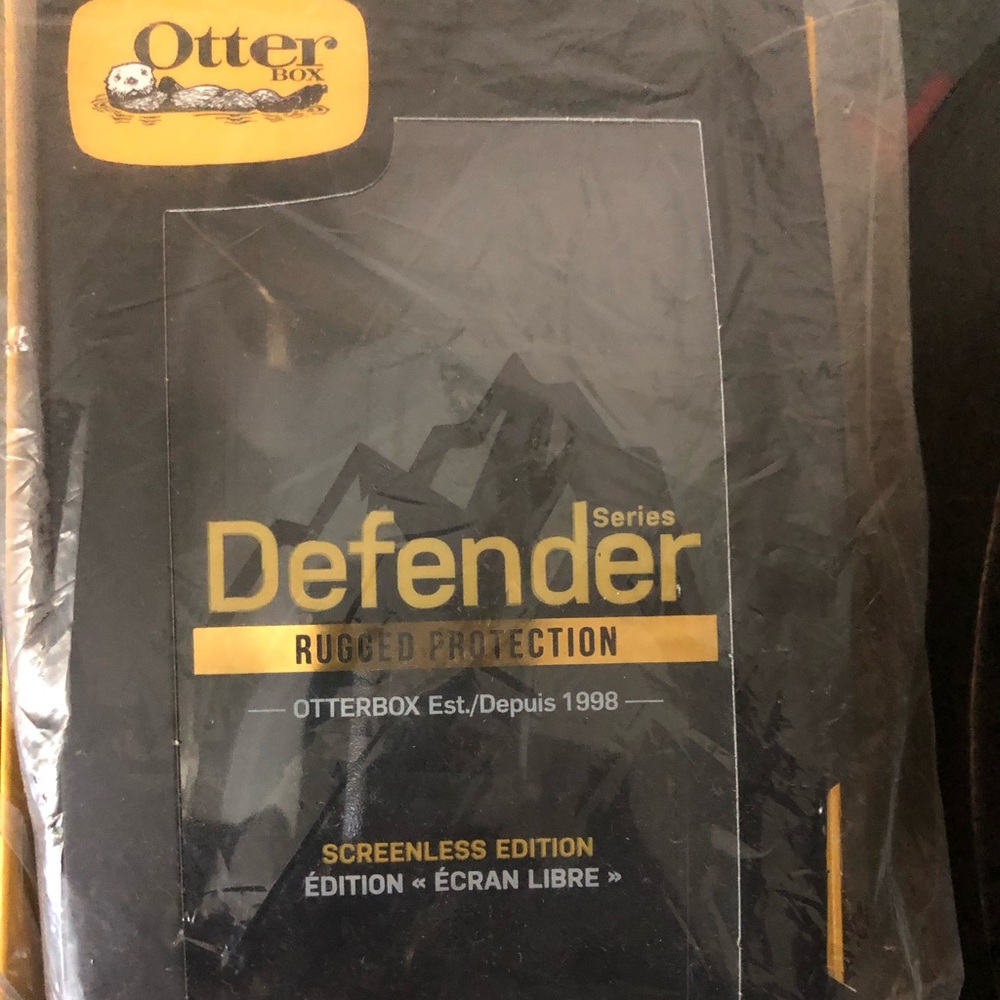 Otter
BOX
Defender Series
RUGGED PROTECTION
OTTERBOX Est./Depuis 1998
SCREENLESS EDITION
ÉDITION « ÉCRAN LIBRE »